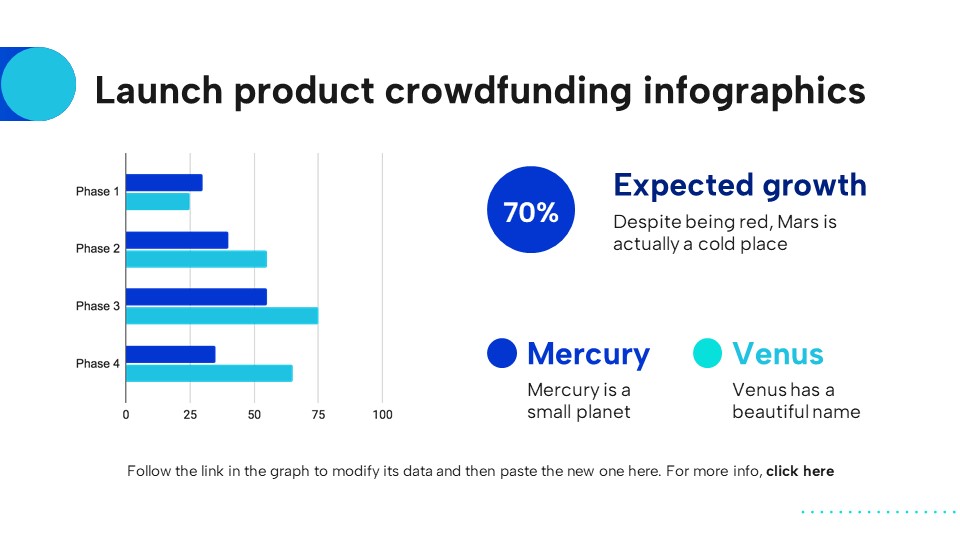 Launch product crowdfunding infographics
Phase 1
Phase 2
Phase 3
Phase 4
0 25 50 75 100
70%
Expected growth
Despite being red, Mars is
actually a cold place
Mercury
Mercury is a
small planet
Venus
Venus has a
beautiful name
Follow the link in the graph to modify its data and then paste the new one here. For more info, click here